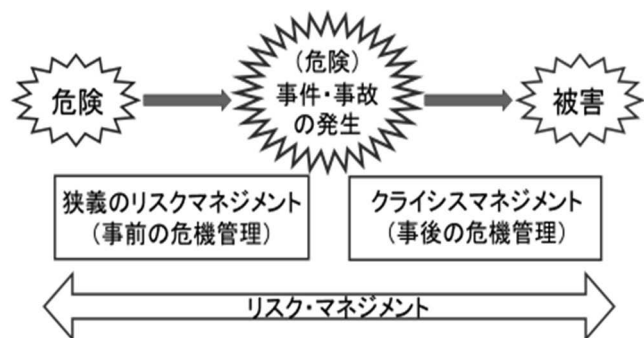 危険
(危険)
事件・事故
の発生
被害
狭義のリスクマネジメント
(事前の危機管理)
クライシスマネジメント
(事後の危機管理)
リスク・マネジメント